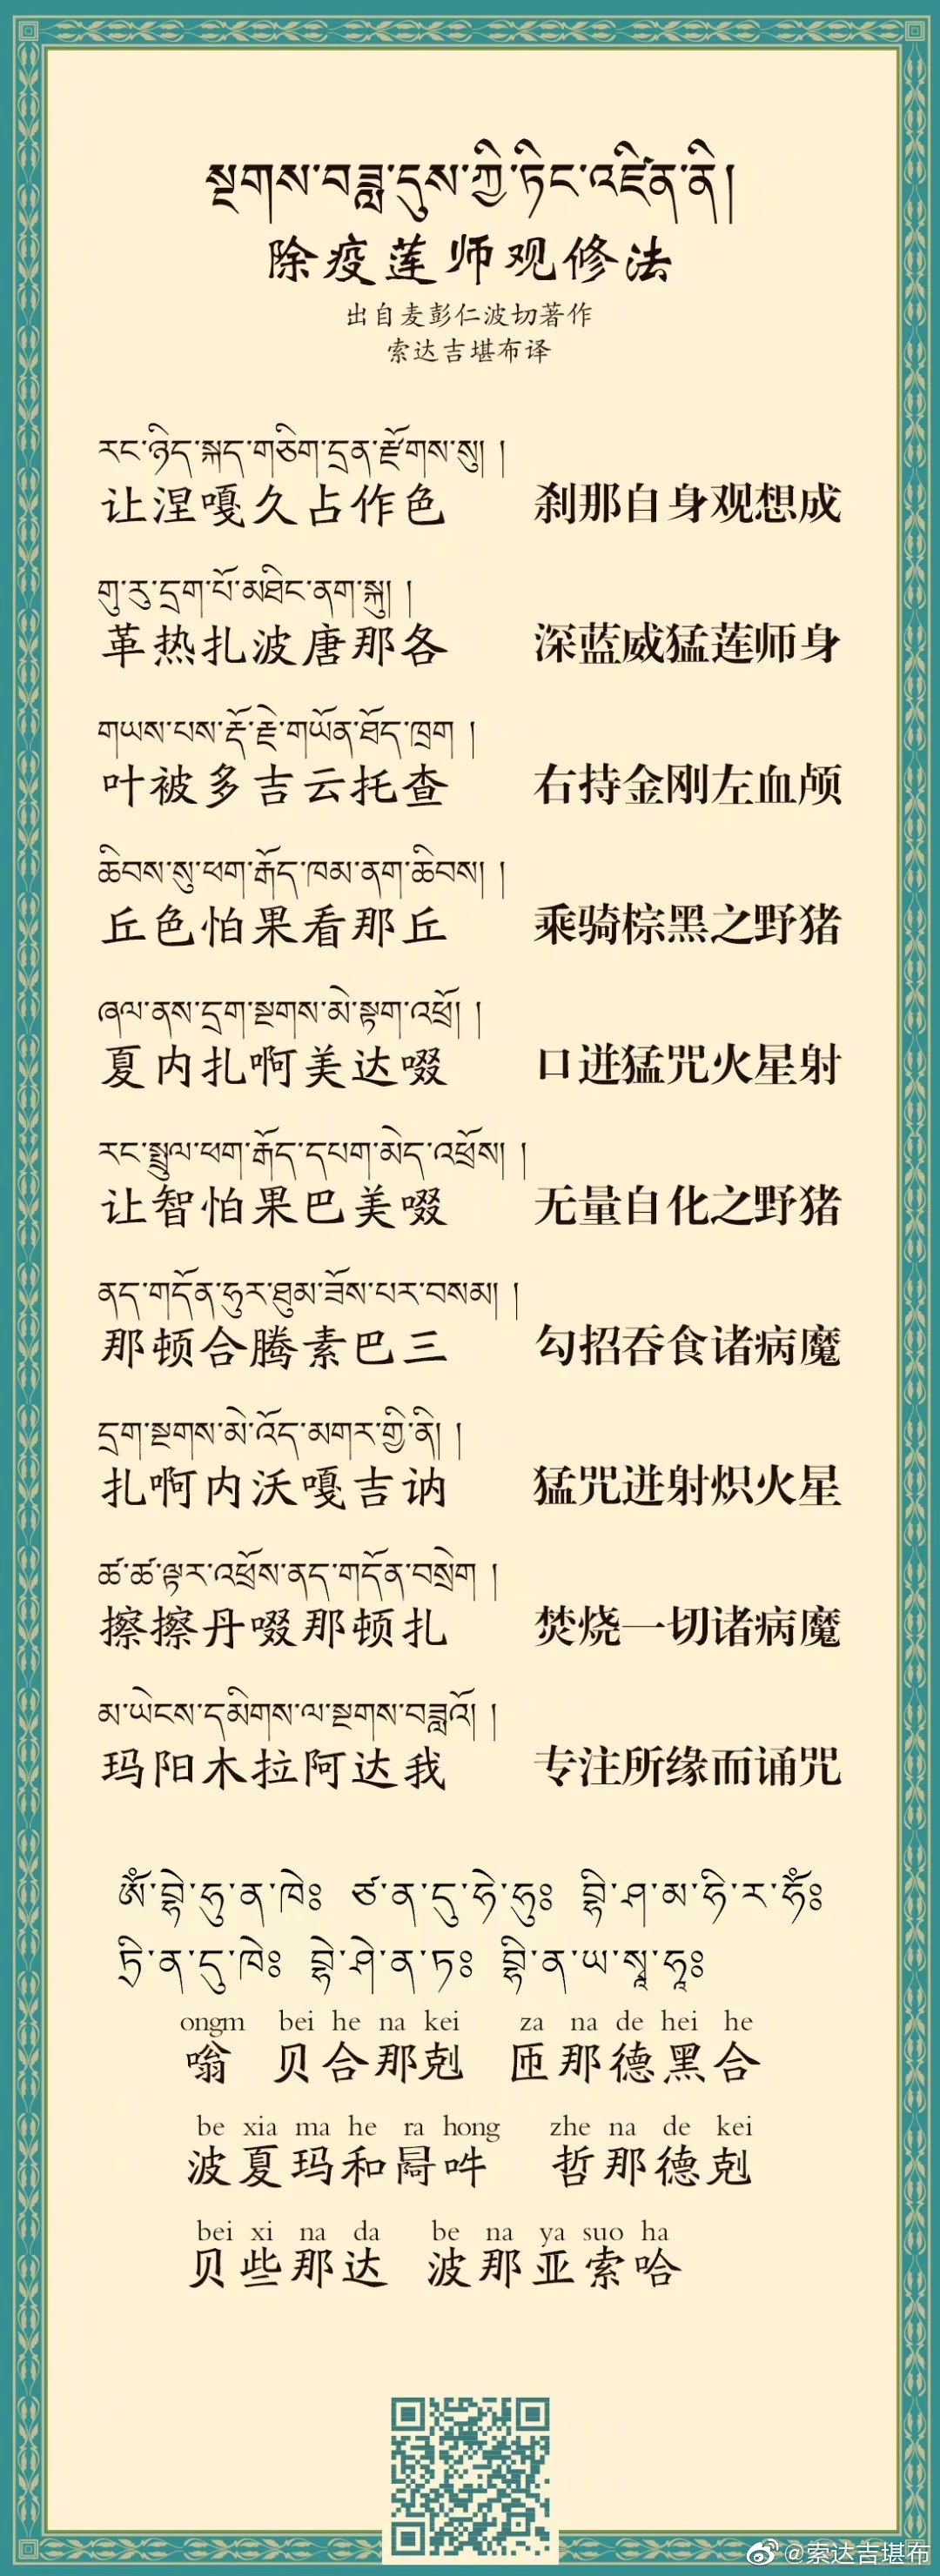 སྔགས་བཟླ་དུས་ཀྱི་ཏིང་འཛིན་ནི།
除疫莲师观修法
出自麦彭仁波切著作
索达吉堪布译
རང་ཉིད་སྐད་གཅིག་དྲན་རྫོགས་སུ། །
让涅嘎久占作色 刹那自身观想成
གུ་རུ་དྲག་པོ་མཐིང་ནག་སྐུ། །
革热扎波唐那各 深蓝威猛莲师身
གཡས་པས་རྡོ་རྗེ་གཡོན་ཐོད་ཁྲག །
叶被多吉云托查 右持金刚左血颅
ཆིབས་སུ་ཕག་རྒོད་ཁམ་ནག་ཆིབས། །
丘色怕果看那丘 乘骑棕黑之野猪
ཞལ་ནས་དྲག་སྔགས་མེ་སྟག་འཕྲོ། །
夏内扎啊美达啜 口迸猛咒火星射
རང་སྤྲུལ་ཕག་རྒོད་དཔག་མེད་འཕྲོས། །
让智怕果巴美啜 无量自化之野猪
ནད་གདོན་ཧུར་ཐུམ་ཟོས་པར་བསམ། །
那顿合腾素巴三 勾招吞食诸病魔
དྲག་སྔགས་མེ་འོད་མགར་གྱི་ནི། །
扎啊内沃嘎吉讷 猛咒迸射炽火星
ཚ་ཚ་ལྟར་འཕྲོས་ནད་གདོན་བསྲེག །
擦擦丹啜那顿扎 焚烧一切诸病魔
མ་ཡེངས་དམིགས་ལ་སྔགས་བཟླའོ། །
玛阳木拉阿达我 专注所缘而诵咒
ༀ་བྷེ་ཧུ་ན་ཁེཿ ཙ་ན་དུ་ཧེ་ཧུཿ བྷི་ཤ་མ་ཧི་ར་ཧོཾཿ
ཏྲི་ན་དུ་ཁེཿ བྷེ་ཤེ་ན་ཏཿ བྷི་ན་ཡ་སྭཱ་ཧཱཿ
ongm bei he na kei za na de hei he
嗡 贝合那剋 匝那德黑合
be xia ma he ra hong zhe na de kei
波夏玛和吗吽 哲那德剋
bei xi na da be na ya suo ha
贝些那达 波那亚索哈
@索达吉堪布